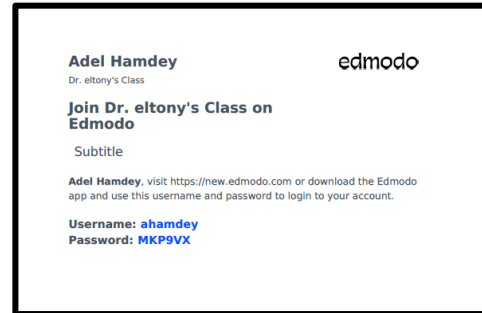 Adel Hamdey
edmodo
Dr. eltony's Class
Join Dr. eltony's Class on
Edmodo
Subtitle
Adel Hamdey, visit https://new.edmodo.com or download the Edmodo
app and use this username and password to login to your account.
Username: ahamdey
Password: MKP9VX